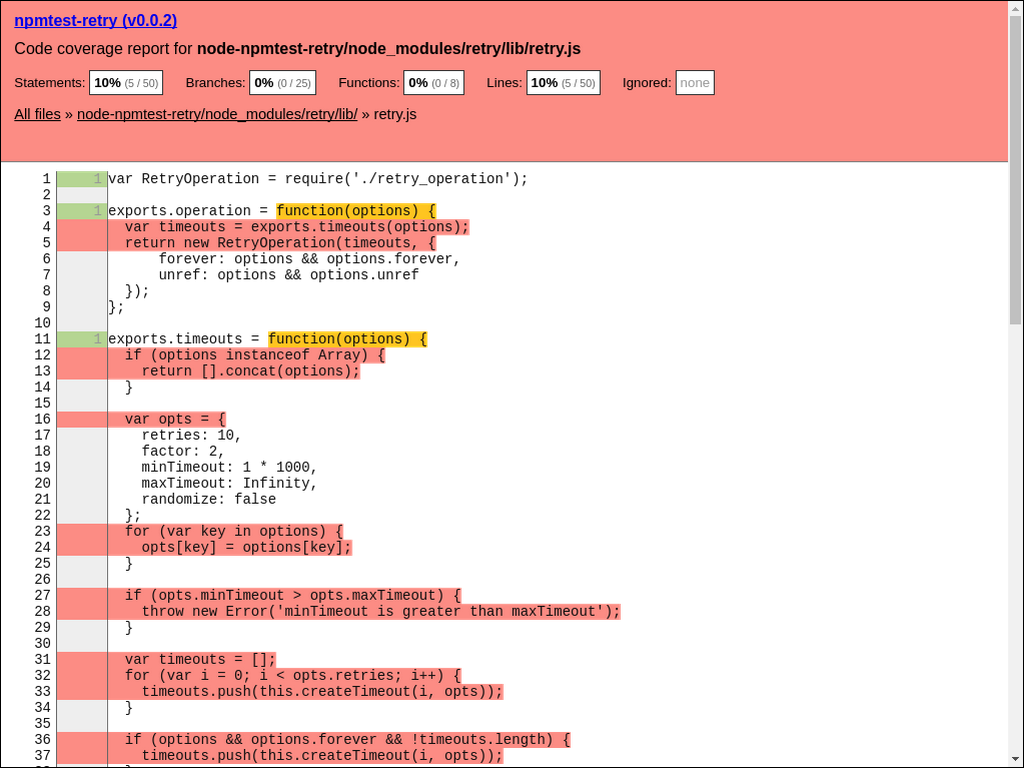 npmtest-retry (v0.0.2)
Code coverage report for node-npmtest-retry/node_modules/retry/lib/retry.js
Statements: 10% (5 / 50) Branches: 0% (0 / 25) Functions: 0% (0 / 8) Lines: 10% (5 / 50) Ignored: none
All files » node-npmtest-retry/node_modules/retry/lib/ » retry.js
1 1 var RetryOperation = require('./retry_operation');
2
3 1 exports.operation = function(options) {
4   var timeouts = exports.timeouts(options);
5   return new RetryOperation(timeouts, {
6       forever: options && options.forever,
7       unref: options && options.unref
8   });
9 };
10
11 1 exports.timeouts = function(options) {
12   if (options instanceof Array) {
13     return [].concat(options);
14   }
15
16   var opts = {
17     retries: 10,
18     factor: 2,
19     minTimeout: 1 * 1000,
20     maxTimeout: Infinity,
21     randomize: false
22   };
23   for (var key in options) {
24     opts[key] = options[key];
25   }
26
27   if (opts.minTimeout > opts.maxTimeout) {
28     throw new Error('minTimeout is greater than maxTimeout');
29   }
30
31   var timeouts = [];
32   for (var i = 0; i < opts.retries; i++) {
33     timeouts.push(this.createTimeout(i, opts));
34   }
35
36   if (options && options.forever && !timeouts.length) {
37     timeouts.push(this.createTimeout(i, opts));